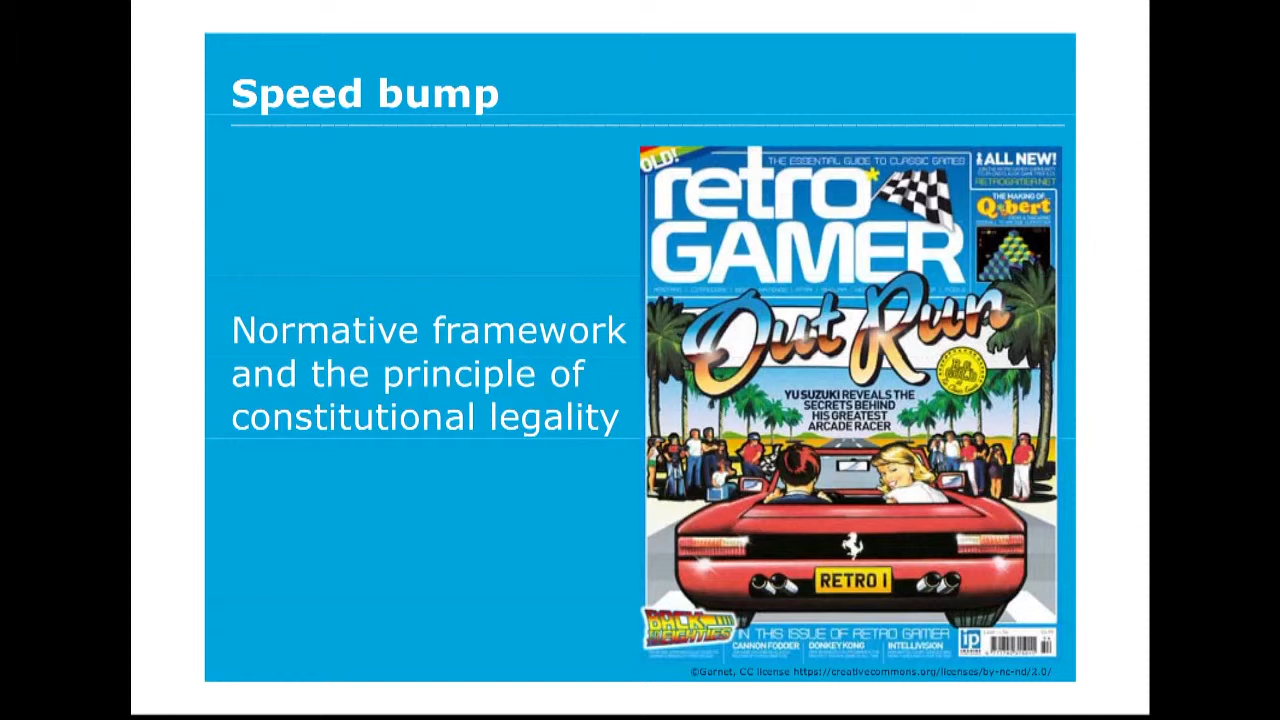 Speed bump
Normative framework
and the principle of
constitutional legality
OLD!
THE ESSENTIAL GUIDE TO CLASSIC GAMES
retro*
GAMER
ALL NEW!
RETROGAMER.NET
THE MAKING OF...
Q*bert
Out Run
YU SUZUKI REVEALS THE
SECRETS BEHIND
HIS GREATEST
ARCADE RACER
RETRO 1
BACK
EIGHTIES
IN THIS ISSUE OF RETRO GAMER
CANNON FODDER
DONKEY KONG
INTELLIVISION
ip
©Garnet, CC license https://creativecommons.org/licenses/by-nc-nd/2.0/